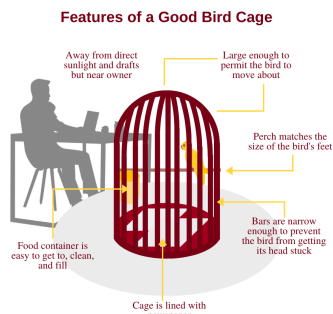 Features of a Good Bird Cage
Away from direct
sunlight and drafts
but near owner
Large enough to
permit the bird to
move about
Perch matches the
size of the bird's feet
Bars are narrow
enough to prevent
the bird from getting
its head stuck
Food container is
easy to get to, clean,
and fill
Cage is lined with